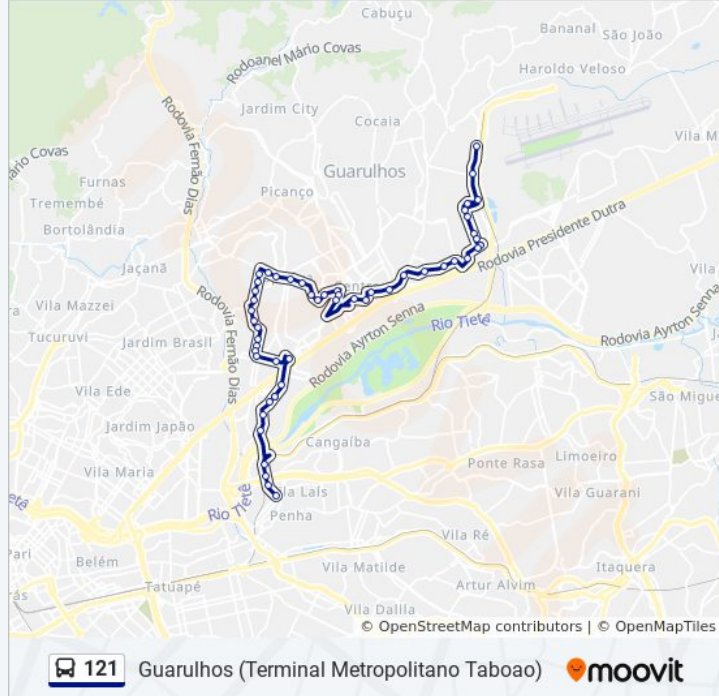 Cabuçu
Bananal
São João
Rodoanel Mário Covas
Haroldo Veloso
Jardim City
Cocaia
Rodovia Fernão Dias
Mário Covas
Guarulhos
Vila M
Furnas
Picanço
Tremembé
Bortolândia
Rodovia Presidente Dutra
Jaçanã
Centro
Vila
Vila Mazzei
Rodovia Fernão Dias
Rodovia Ayrton Senna
Rio Tietê
Tucuruvi
Jardim Brasil
Rodovia Ayrton Senna
Vila Ede
São Migue
Jardim Japão
Cangaíba
Vila Maria
Ponte Rasa
Limoeiro
Rio Tietê
Vila Laís
Vila Guarani
Penha
Vila Ré
Pari
Belém
Vila Matilde
Itaquera
Tatuapé
Artur Alvim
Vila Dalila
© OpenStreetMap contributors | © OpenMapTiles
121 Guarulhos (Terminal Metropolitano Taboao) moovit